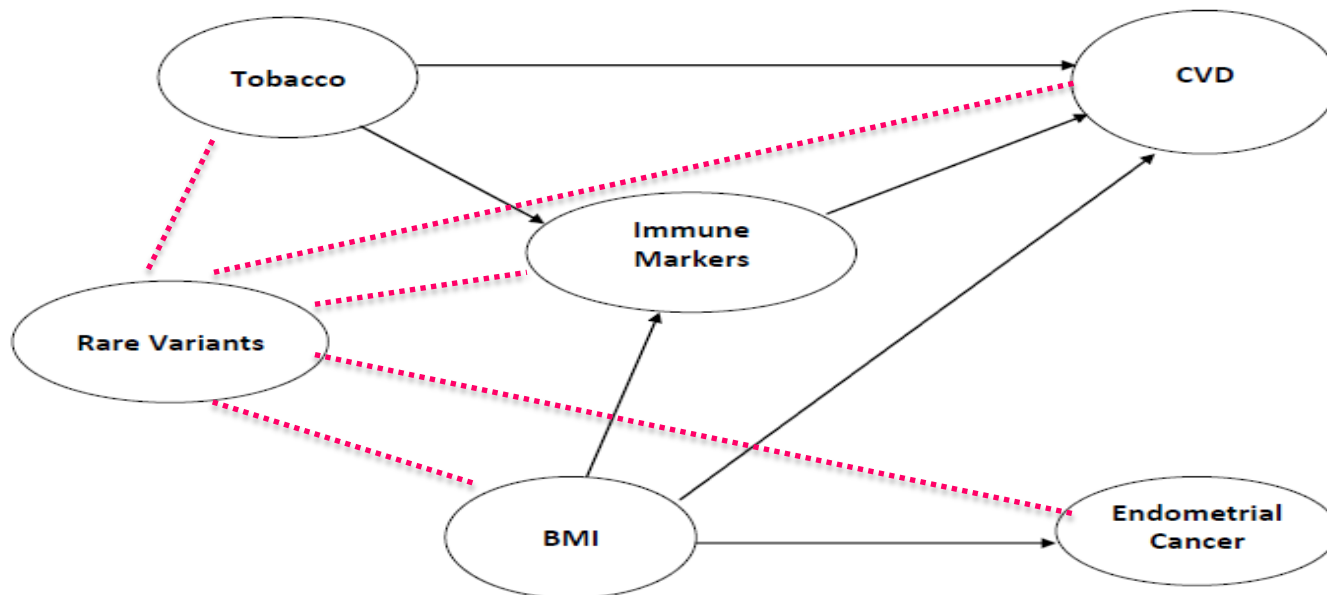 Tobacco
CVD
Immune
Markers
Rare Variants
BMI
Endometrial
Cancer